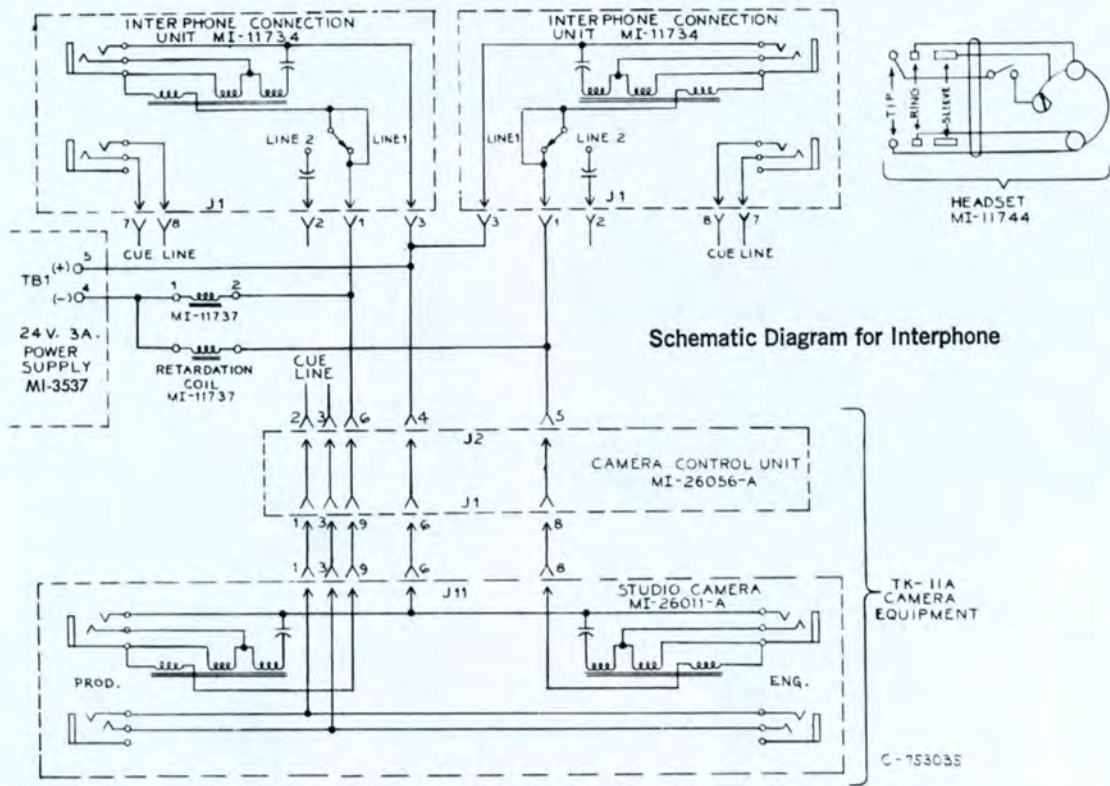 INTERPHONE CONNECTION
UNIT MI-11734
LINE 2
LINE1
J1
7 8 2 1 3
CUE LINE
INTERPHONE CONNECTION
UNIT MI-11734
LINE1
LINE 2
J1
3 1 2 8 7
CUE LINE
TIP
RING
SLEEVE
HEADSET
MI-11744
TB1
(+) 5
(-) 4
24 V. 3A.
POWER
SUPPLY
MI-3537
1 2
MI-11737
RETARDATION
COIL
MI-11737
Schematic Diagram for Interphone
CUE
LINE
2 3 6 4 5
J2
CAMERA CONTROL UNIT
MI-26056-A
J1
1 3 9 6 8
1 3 9 6 8
J11
STUDIO CAMERA
MI-26011-A
PROD.
ENG.
TK-11A
CAMERA
EQUIPMENT
C-753035